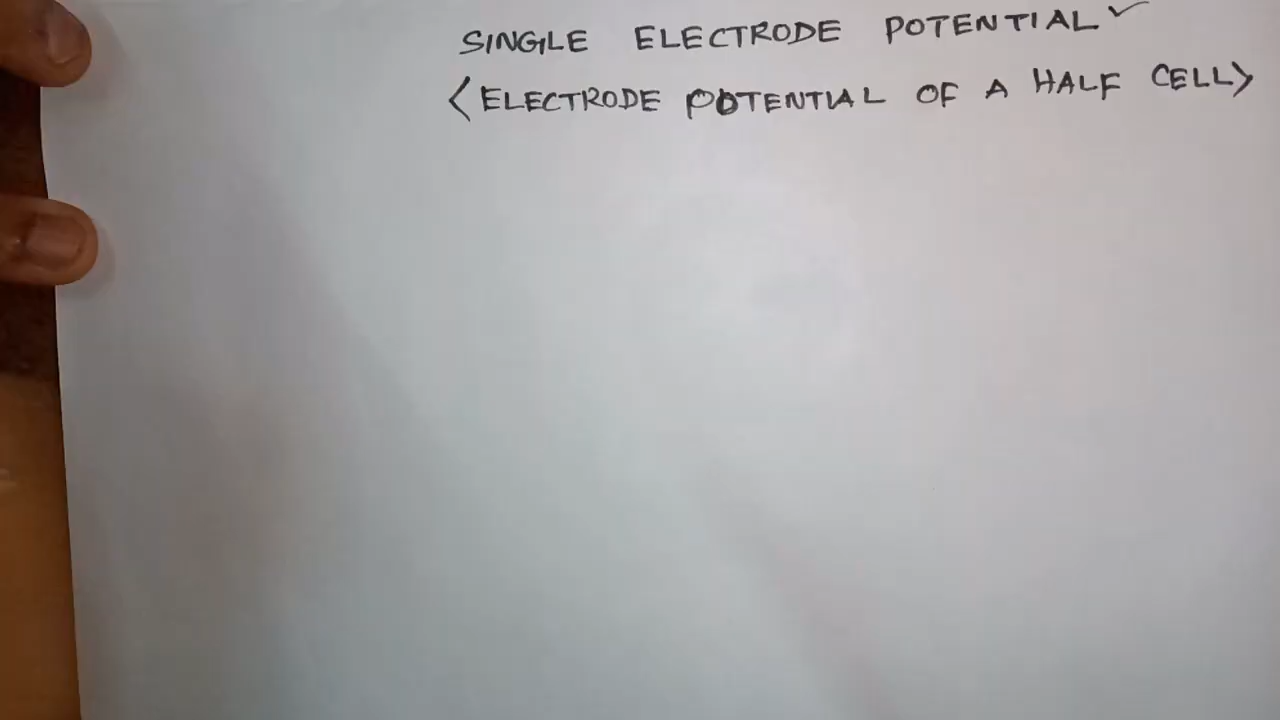 SINGLE ELECTRODE POTENTIAL ✓
<ELECTRODE POTENTIAL OF A HALF CELL>